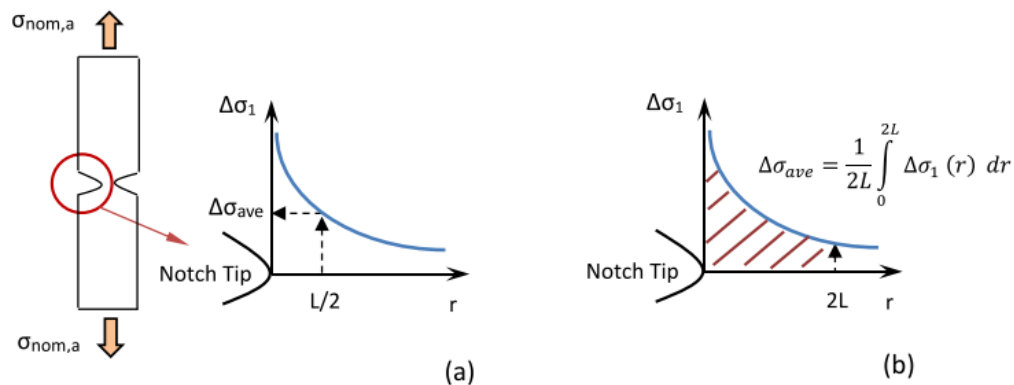 σnom,a
σnom,a
Δσ1
Δσave
Notch Tip
L/2
r
(a)
Δσ1
Δσave = 1/2L ∫0 2L Δσ1 (r) dr
Notch Tip
2L
r
(b)